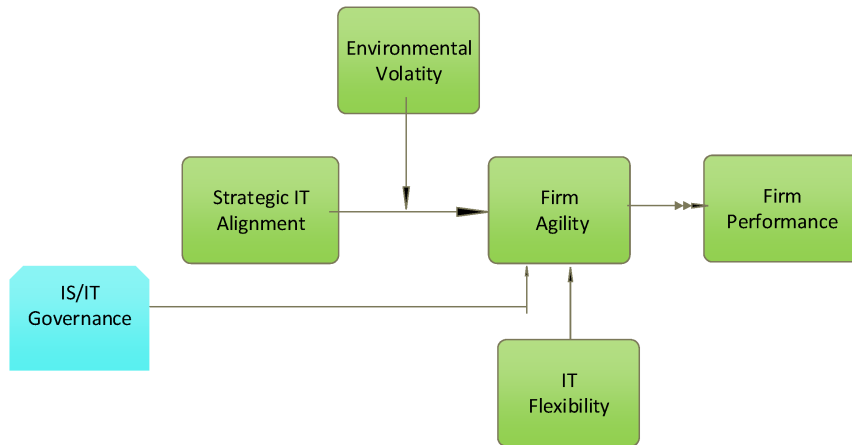 Environmental
Volatity
Strategic IT
Alignment
Firm
Agility
Firm
Performance
IS/IT
Governance
IT
Flexibility